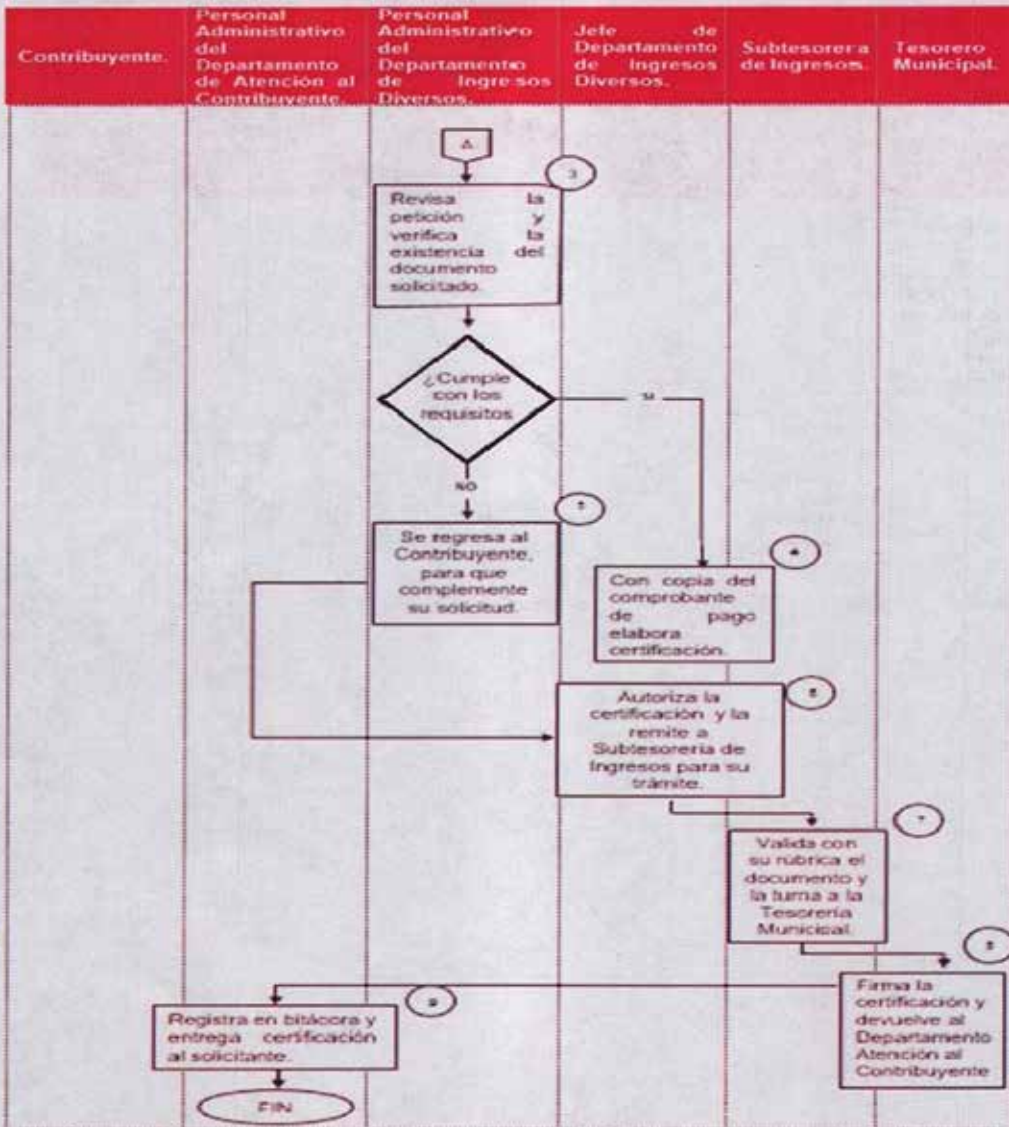 Contribuyente.
Personal
Administrativo
del
Departamento
de Atención al
Contribuyente.
Personal
Administrativo
del
Departamento
de Ingresos
Diversos.
Jefe de
Departamento
de Ingresos
Diversos.
Subtesorera
de Ingresos.
Tesorero
Municipal.
A
3
Revisa la
petición y
verifica la
existencia del
documento
solicitado.
¿Cumple
con los
requisitos
SI
NO
Se regresa al
Contribuyente,
para que
complemente
su solicitud.
4
Con copia del
comprobante
de pago
elabora
certificación.
Autoriza la
certificación y la
remite a
Subtesorería de
Ingresos para su
trámite.
7
Valida con
su rúbrica el
documento y
la turna a la
Tesorería
Municipal.
Firma la
certificación y
devuelve al
Departamento
Atención al
Contribuyente
9
Registra en bitácora y
entrega certificación
al solicitante.
FIN